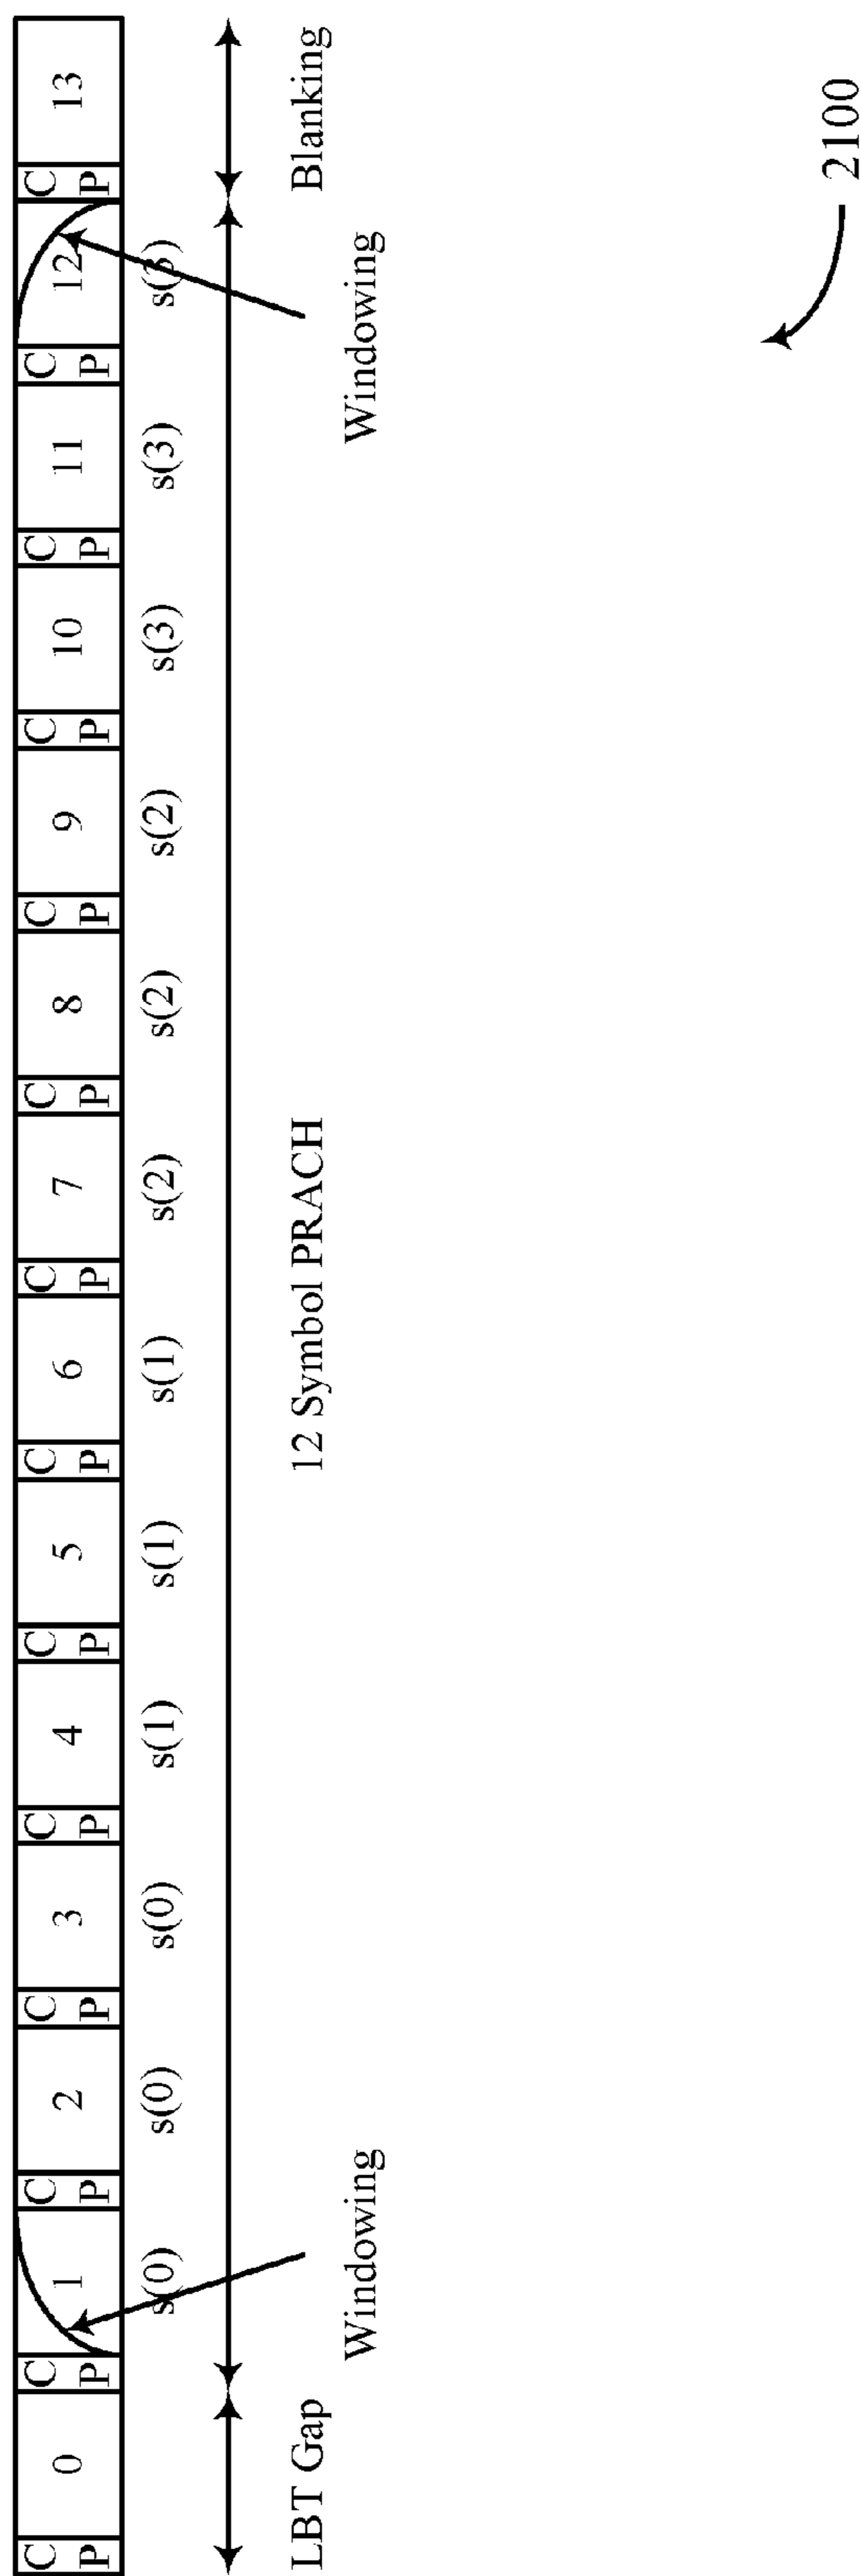 C P 0 C P 1 C P 2 C P 3 C P 4 C P 5 C P 6 C P 7 C P 8 C P 9 C P 10 C P 11 C P 12 C P 13
s(0) s(0) s(0) s(1) s(1) s(1) s(2) s(2) s(2) s(3) s(3) s(3)
LBT Gap 12 Symbol PRACH Blanking
Windowing Windowing
2100